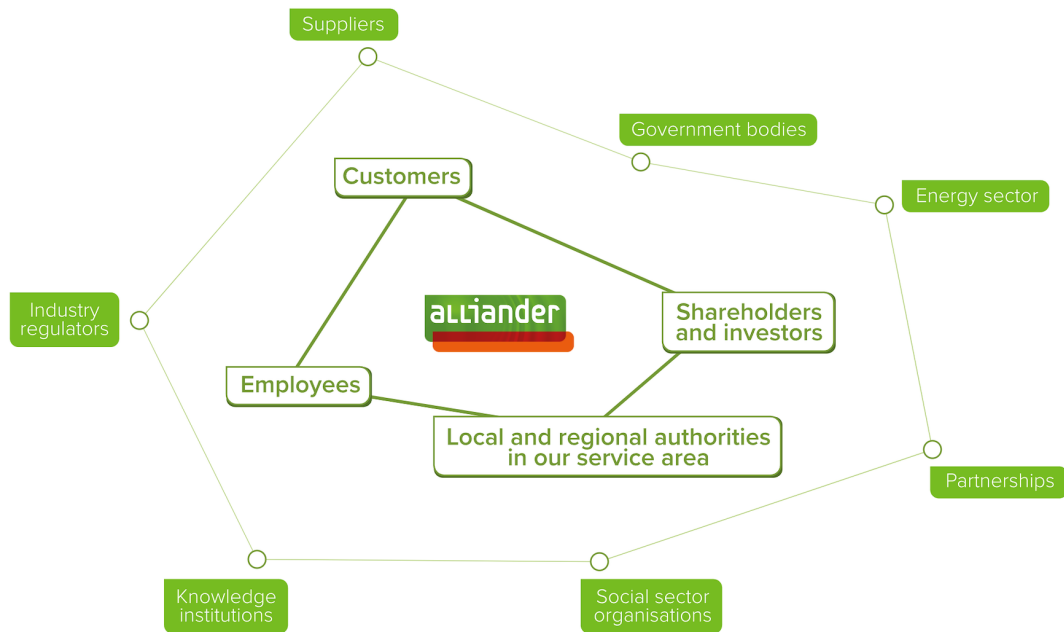 Suppliers
Government bodies
Customers
Energy sector
Industry
regulators
alliander
Shareholders
and investors
Employees
Local and regional authorities
in our service area
Partnerships
Knowledge
institutions
Social sector
organisations